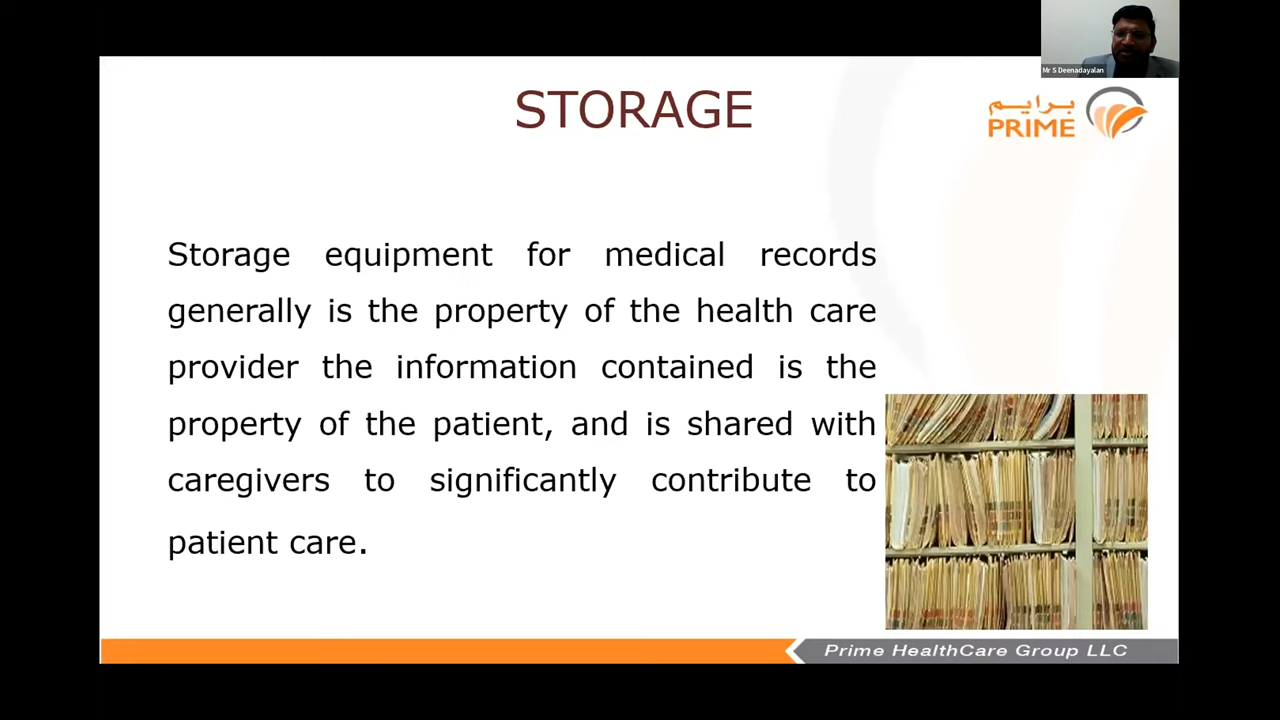 Mr S Deenadayalan
STORAGE
برايم
PRIME
Storage equipment for medical records
generally is the property of the health care
provider the information contained is the
property of the patient, and is shared with
caregivers to significantly contribute to
patient care.
Prime HealthCare Group LLC